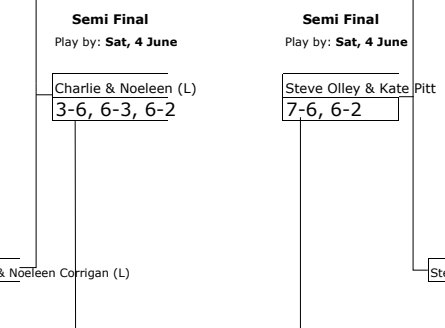 Semi Final
Play by: Sat, 4 June
Charlie & Noeleen (L)
3-6, 6-3, 6-2
Semi Final
Play by: Sat, 4 June
Steve Olley & Kate Pitt
7-6, 6-2
& Noeleen Corrigan (L)
Ste